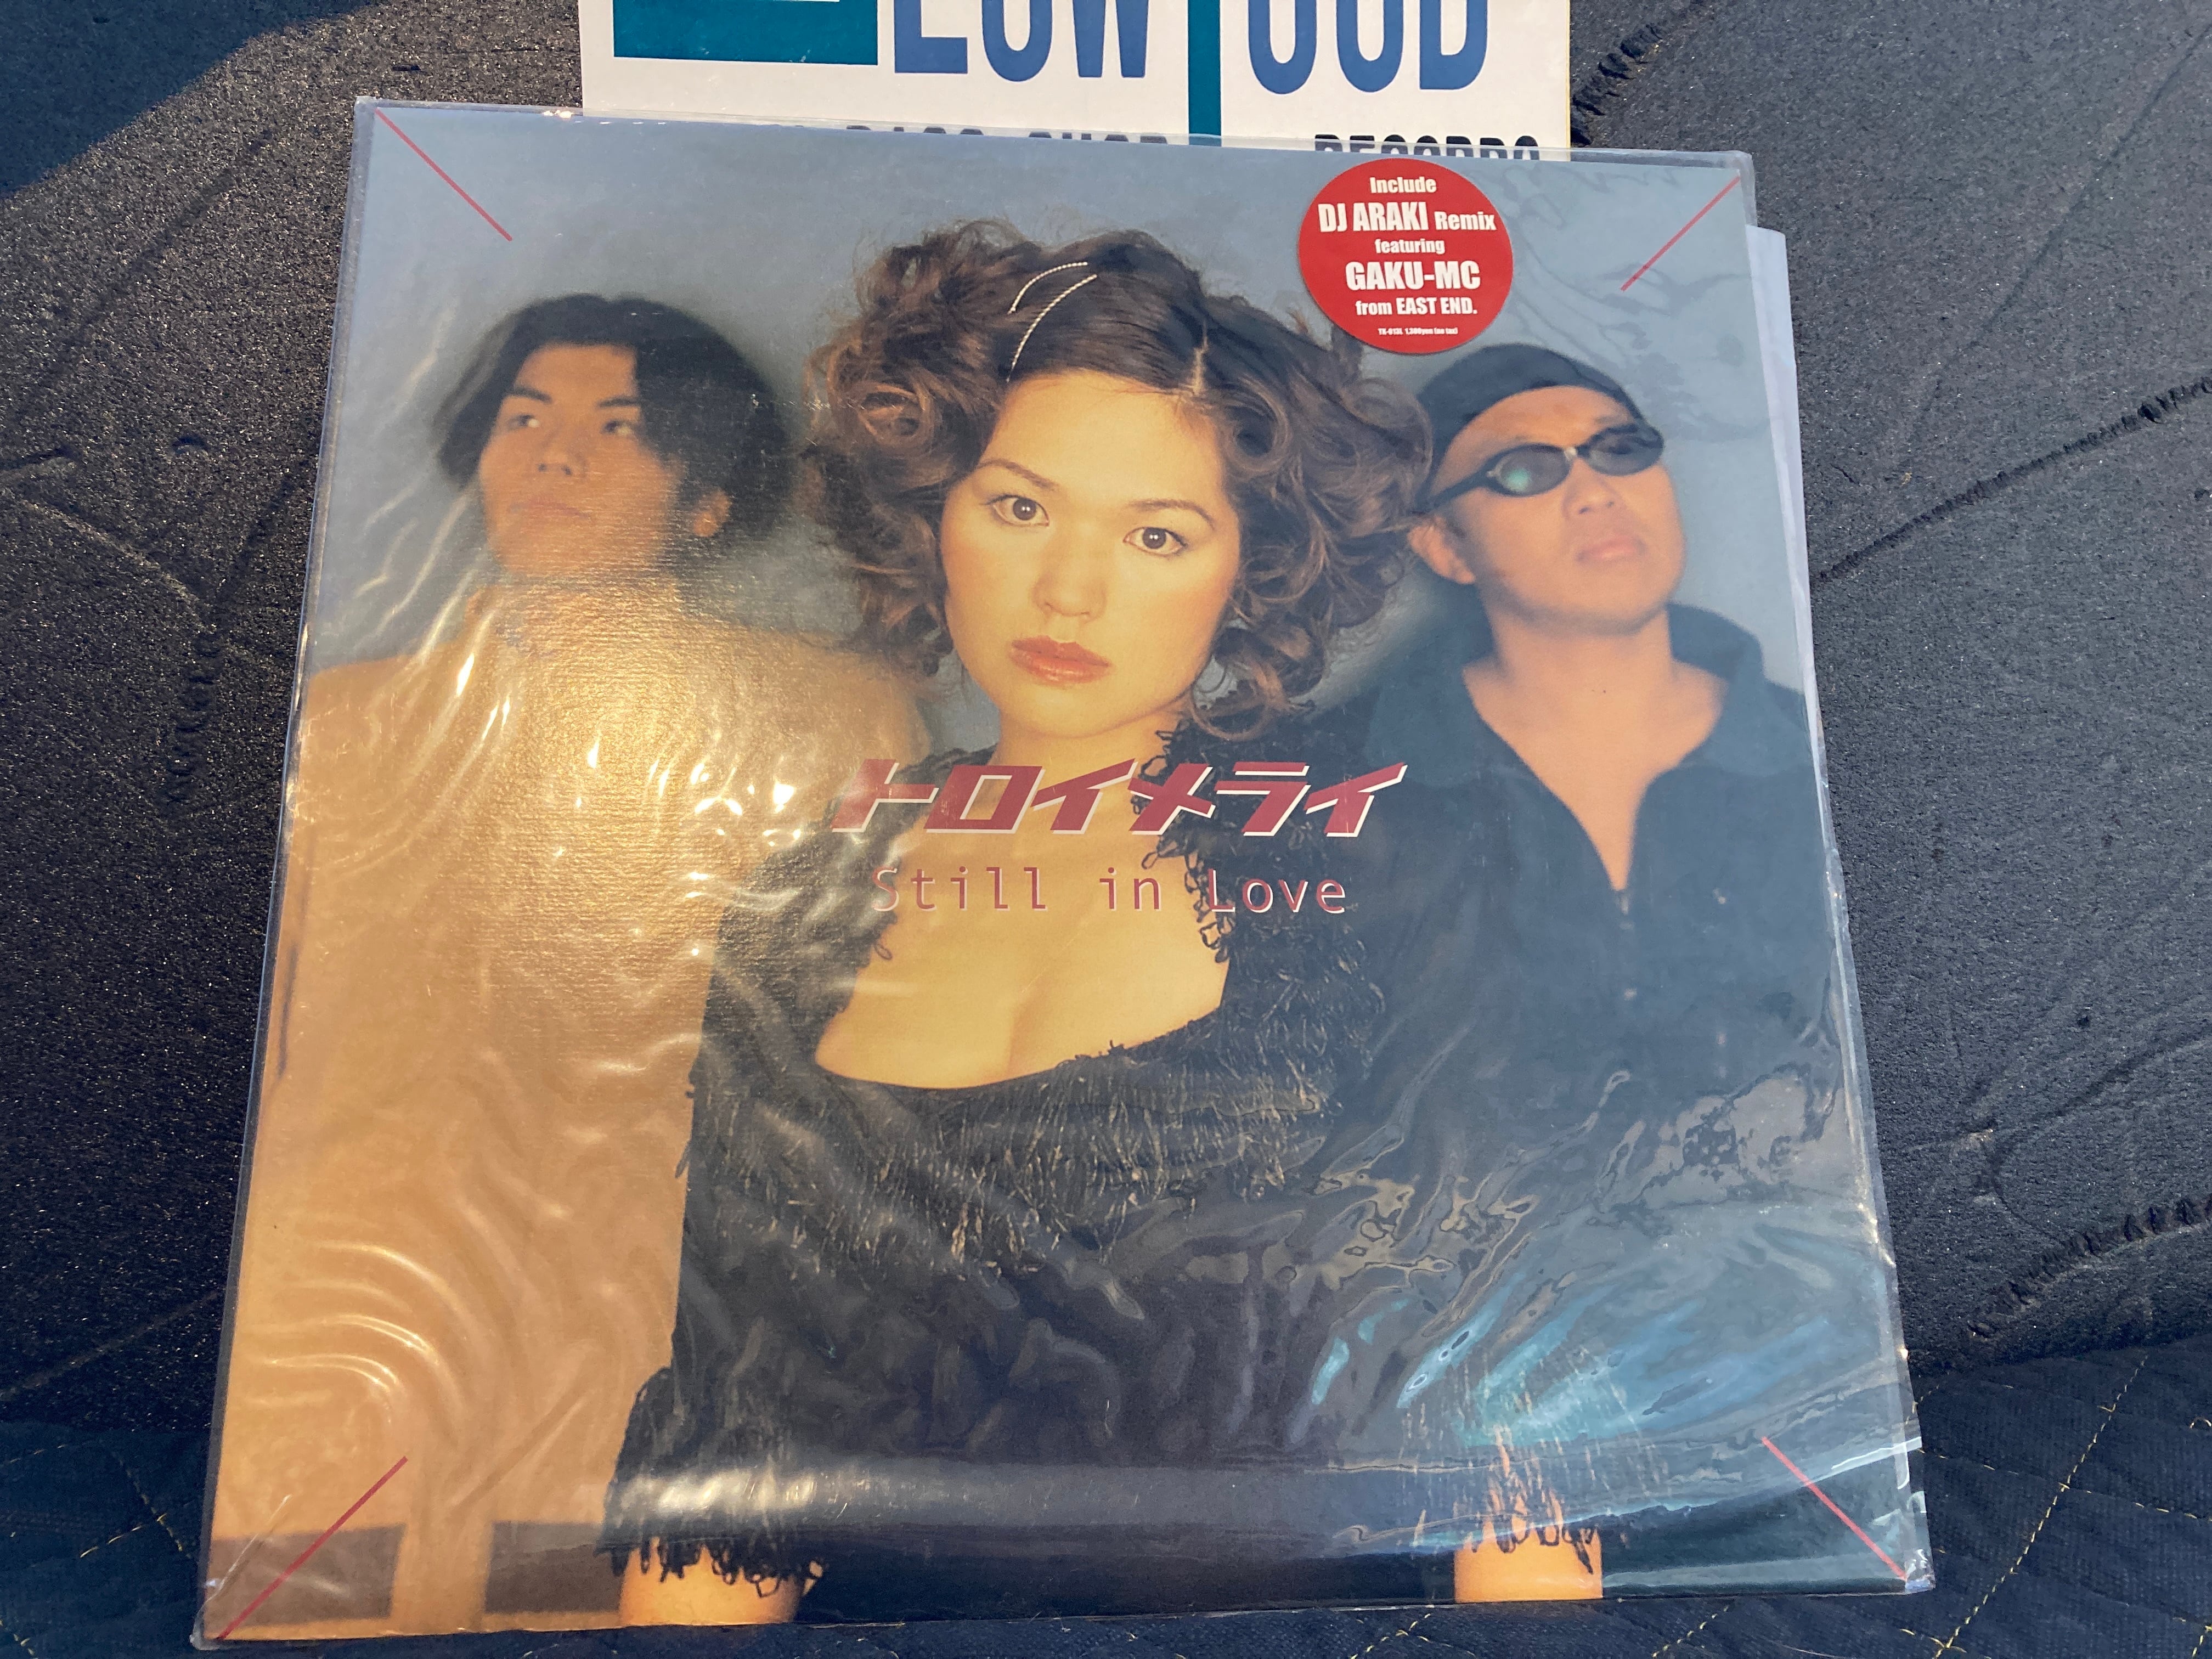 RECORDS
Include
DJ ARAKI Remix
featuring
GAKU-MC
from EAST END.
トロイメライ
Still in Love